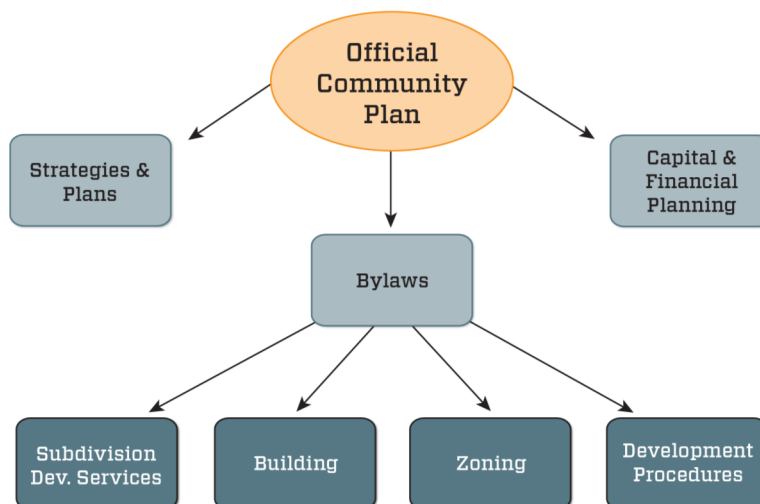 Official
Community
Plan
Strategies &
Plans
Capital &
Financial
Planning
Bylaws
Subdivision
Dev. Services
Building
Zoning
Development
Procedures